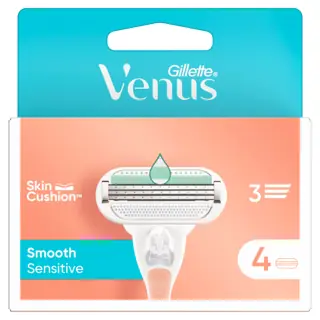 Gillette®
Venus
Skin
Cushion™
3
Smooth
Sensitive
4